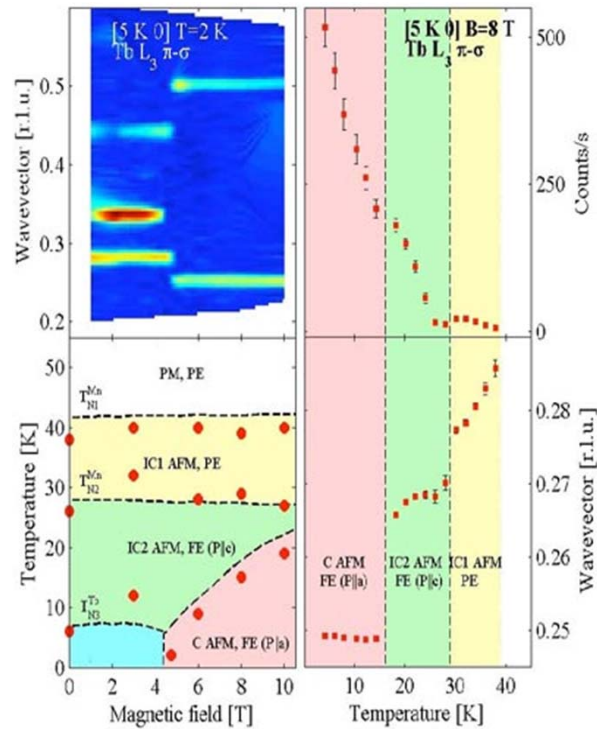 [5 K 0] T=2 K
Tb L3 π-σ
Wavevector [r.l.u.]
0.5
0.4
0.3
0.2
[5 K 0] B=8 T
Tb L3 π-σ
500
250
0
Counts/s
PM, PE
T N1 Mn
IC1 AFM, PE
T N2 Mn
IC2 AFM, FE (P||c)
T N3 Tb
C AFM, FE (P||a)
Temperature [K]
50
40
30
20
10
0
0 2 4 6 8 10
Magnetic field [T]
C AFM
FE (P||a)
IC2 AFM
FE (P||c)
IC1 AFM
PE
0.28
0.27
0.26
0.25
Wavevector [r.l.u.]
10 20 30 40
Temperature [K]